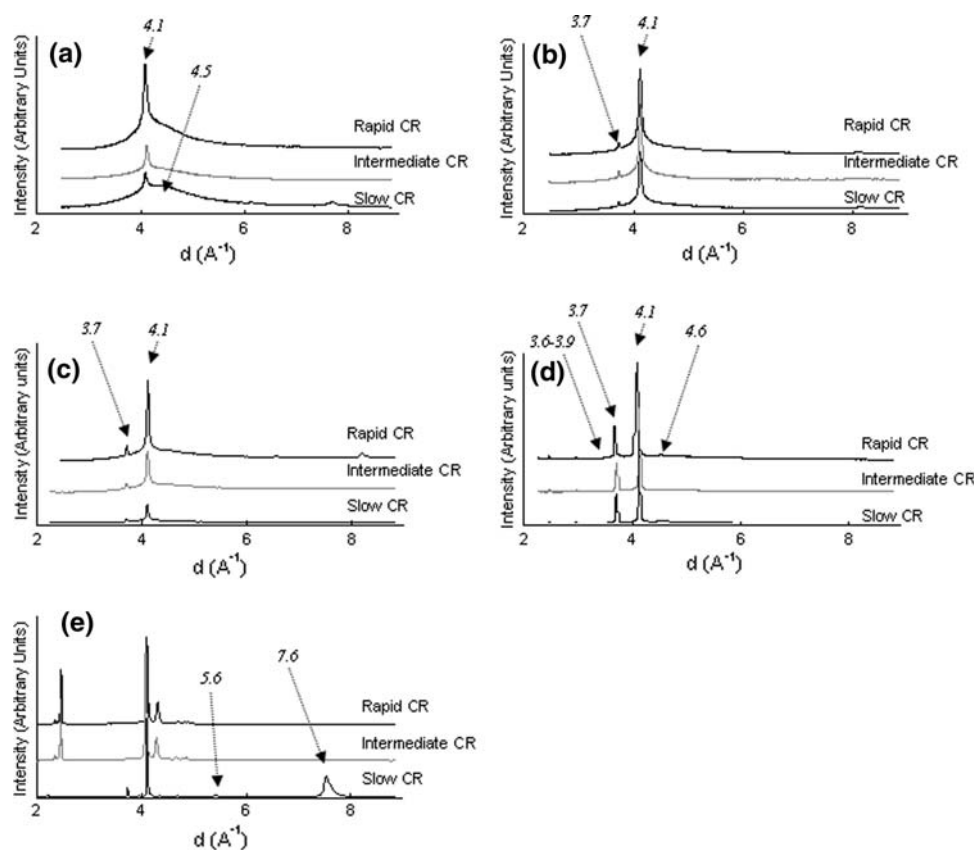 (a)
4.1
4.5
Intensity (Arbitrary Units)
Rapid CR
Intermediate CR
Slow CR
2 4 6 8
d (A⁻¹)
(b)
3.7
4.1
Intensity (Arbitrary Units)
Rapid CR
Intermediate CR
Slow CR
2 4 6 8
d (A⁻¹)
(c)
3.7
4.1
Intensity (Arbitrary units)
Rapid CR
Intermediate CR
Slow CR
2 4 6 8
d (A⁻¹)
(d)
3.6-3.9
3.7
4.1
4.6
Intensity (Arbitrary Units)
Rapid CR
Intermediate CR
Slow CR
2 4 6 8
d (A⁻¹)
(e)
5.6
7.6
Intensity (Arbitrary Units)
Rapid CR
Intermediate CR
Slow CR
2 4 6 8
d (A⁻¹)